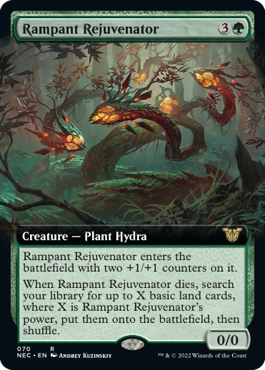 Rampant Rejuvenator 3
Creature — Plant Hydra
Rampant Rejuvenator enters the
battlefield with two +1/+1 counters on it.
When Rampant Rejuvenator dies, search
your library for up to X basic land cards,
where X is Rampant Rejuvenator's
power, put them onto the battlefield, then
shuffle.
0/0
070 R
NEC • EN Andrey Kuzinskiy ™ & © 2022 Wizards of the Coast